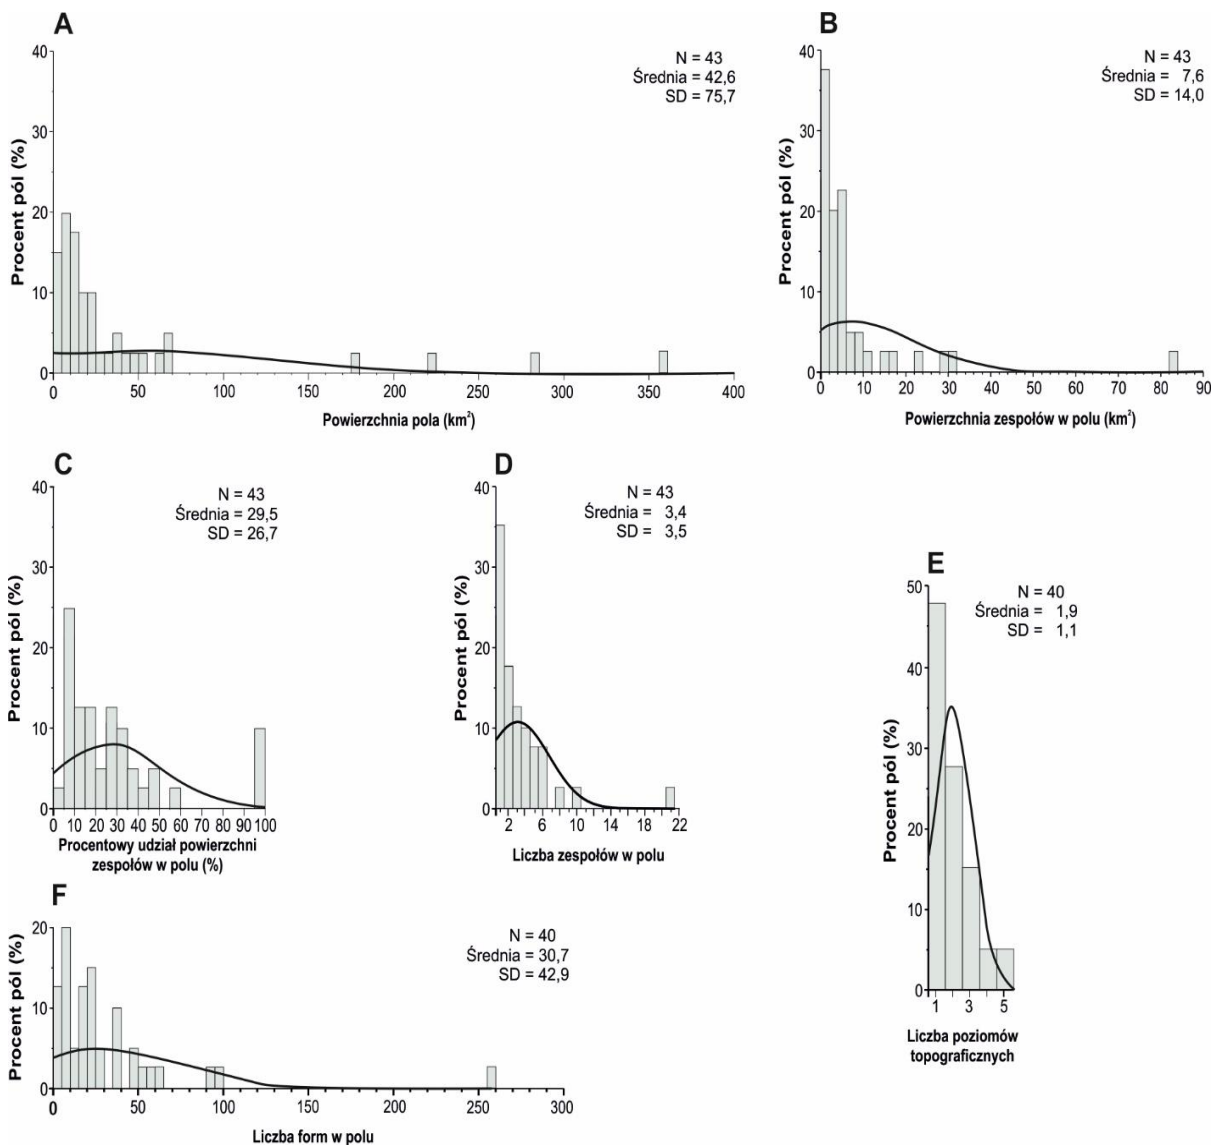 A
N = 43
Średnia = 42,6
SD = 75,7
Procent pól (%)
40
30
20
10
0
0 50 100 150 200 250 300 350 400
Powierzchnia pola (km²)
B
N = 43
Średnia = 7,6
SD = 14,0
Procent pól (%)
40
30
20
10
0
0 10 20 30 40 50 60 70 80 90
Powierzchnia zespołów w polu (km²)
C
N = 43
Średnia = 29,5
SD = 26,7
Procent pól (%)
40
30
20
10
0
0 10 20 30 40 50 60 70 80 90 100
Procentowy udział powierzchni
zespołów w polu (%)
D
N = 43
Średnia = 3,4
SD = 3,5
Procent pól (%)
40
30
20
10
0
2 6 10 14 18 22
Liczba zespołów w polu
E
N = 40
Średnia = 1,9
SD = 1,1
Procent pól (%)
50
40
30
20
10
0
1 3 5
Liczba poziomów
topograficznych
F
N = 40
Średnia = 30,7
SD = 42,9
Procent pól (%)
20
10
0
0 50 100 150 200 250 300
Liczba form w polu